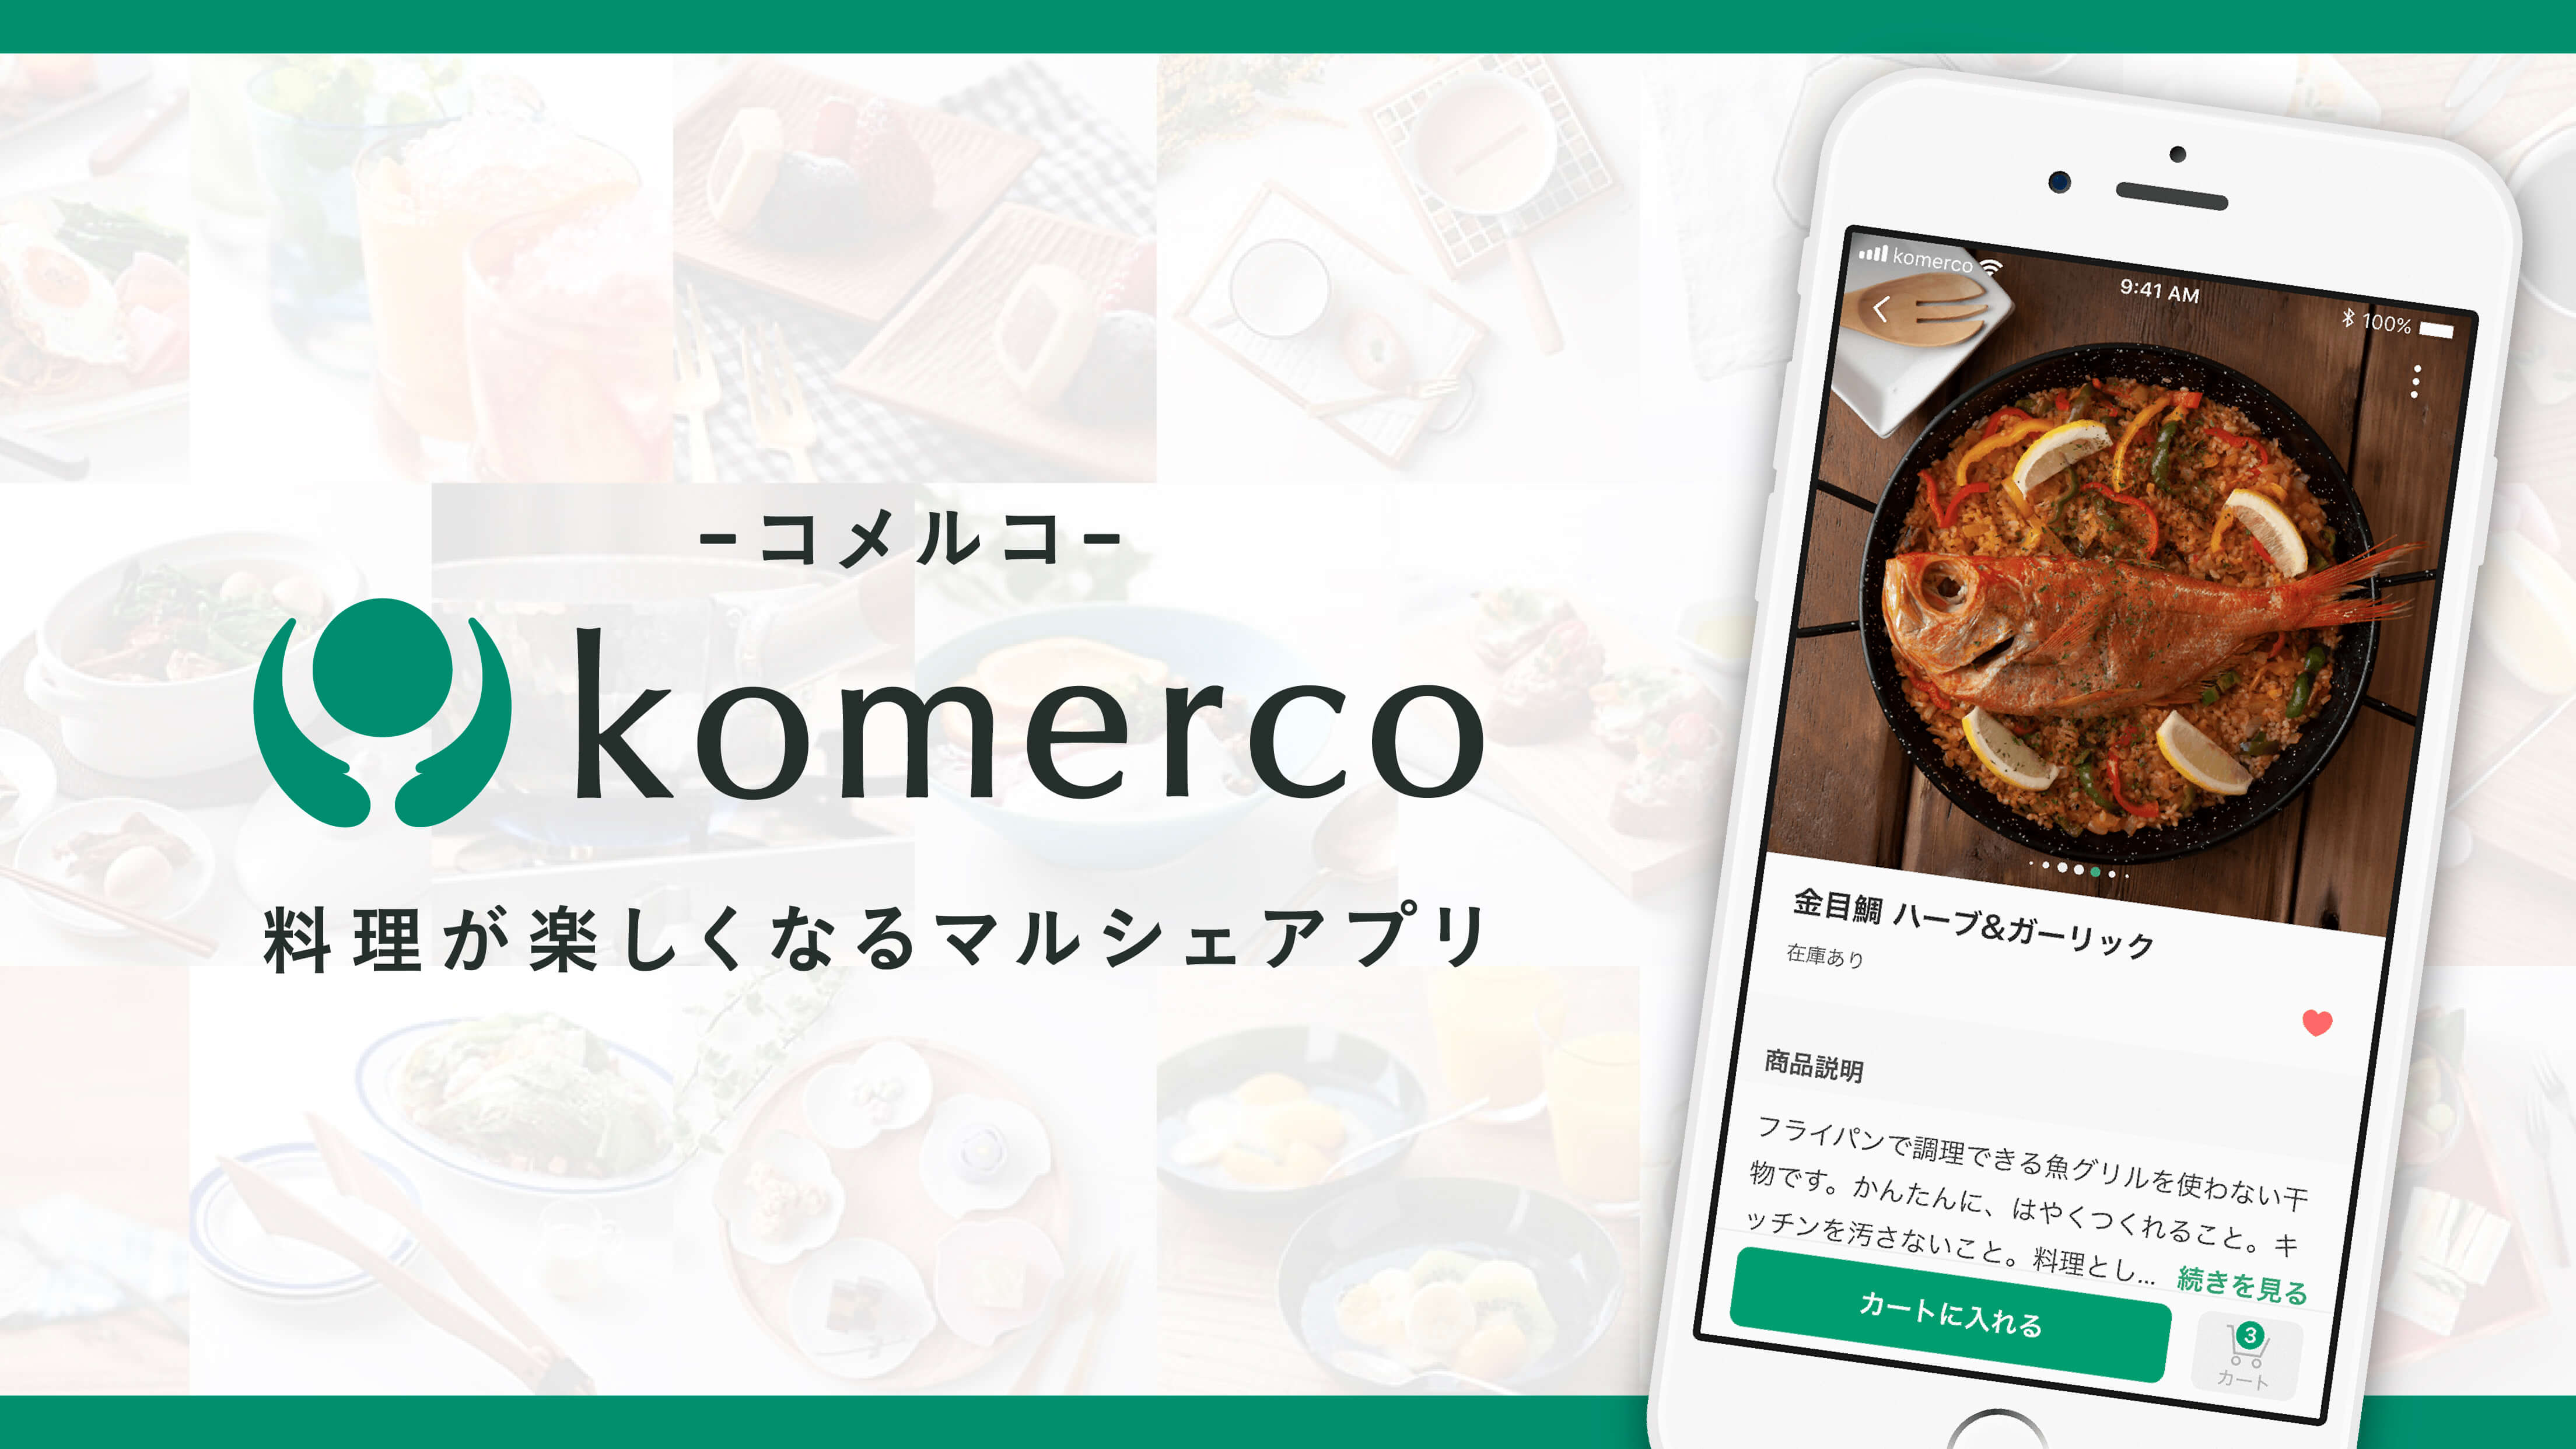 -コメルコ-
komerco
料理が楽しくなるマルシェアプリ
komerco
9:41 AM
100%
金目鯛 ハーブ&ガーリック
在庫あり
商品説明
フライパンで調理できる魚グリルを使わない干
物です。かんたんに、はやくつくれること。キ
ッチンを汚さないこと。料理とし... 続きを見る
カートに入れる
3
カート